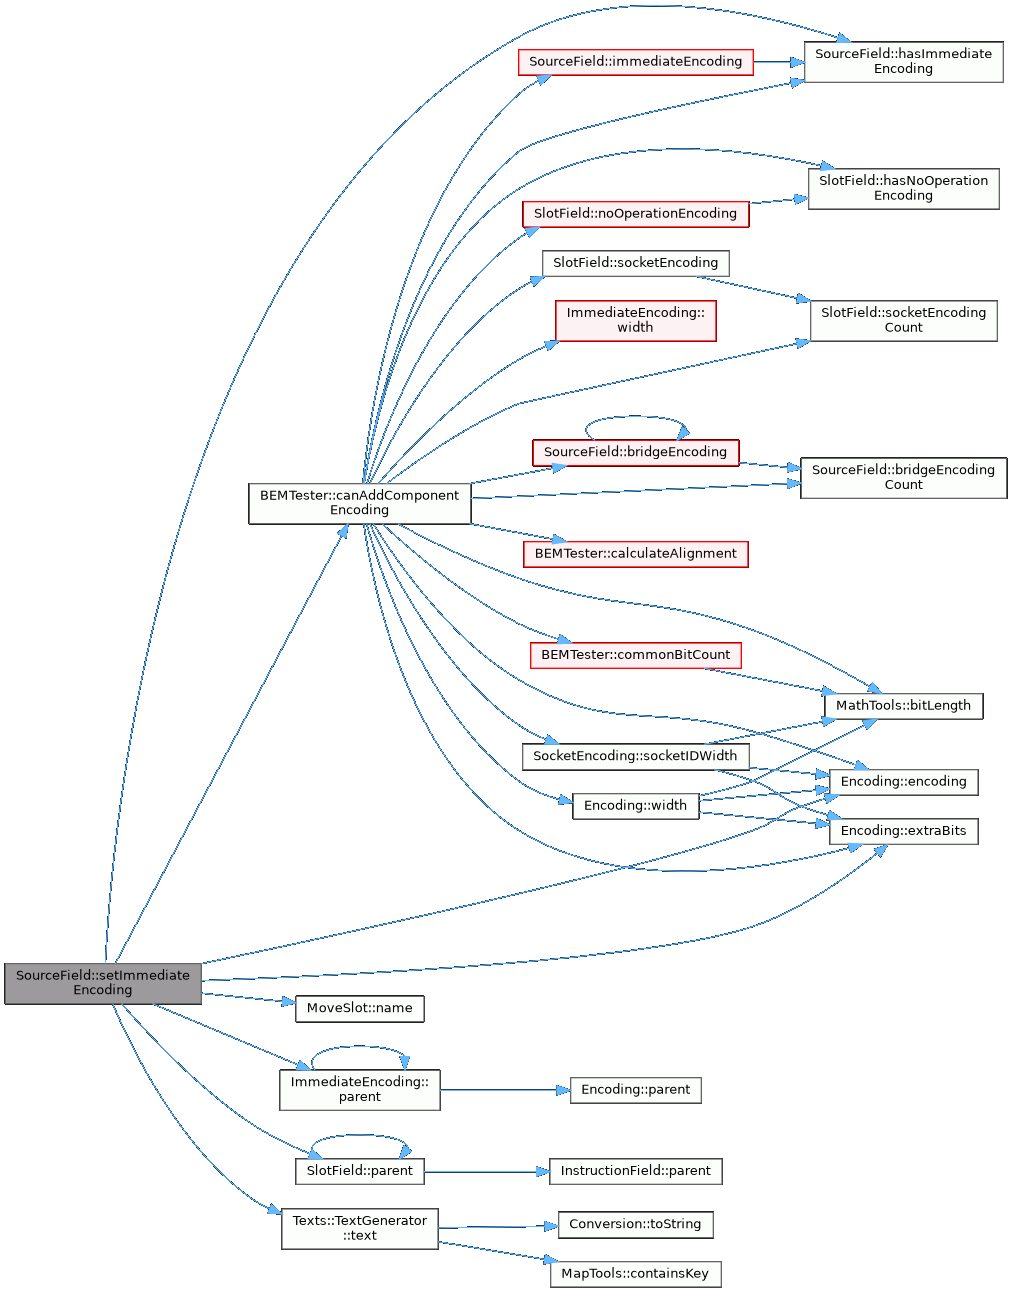 SourceField::hasImmediate
Encoding
SourceField::immediateEncoding
SlotField::hasNoOperation
Encoding
SlotField::noOperationEncoding
SlotField::socketEncoding
ImmediateEncoding::
width
SlotField::socketEncoding
Count
SourceField::bridgeEncoding
SourceField::bridgeEncoding
Count
BEMTester::canAddComponent
Encoding
BEMTester::calculateAlignment
BEMTester::commonBitCount
MathTools::bitLength
SocketEncoding::socketIDWidth
Encoding::encoding
Encoding::width
Encoding::extraBits
SourceField::setImmediate
Encoding
MoveSlot::name
ImmediateEncoding::
parent
Encoding::parent
SlotField::parent
InstructionField::parent
Texts::TextGenerator
::text
Conversion::toString
MapTools::containsKey